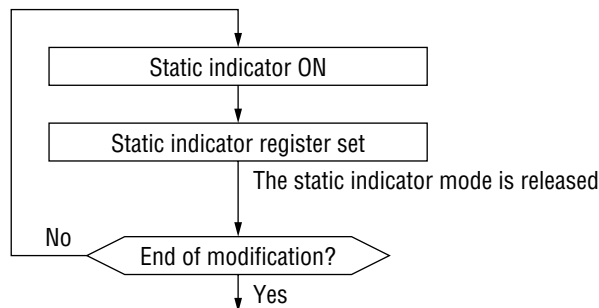 Static indicator ON
Static indicator register set
The static indicator mode is released
No
End of modification?
Yes